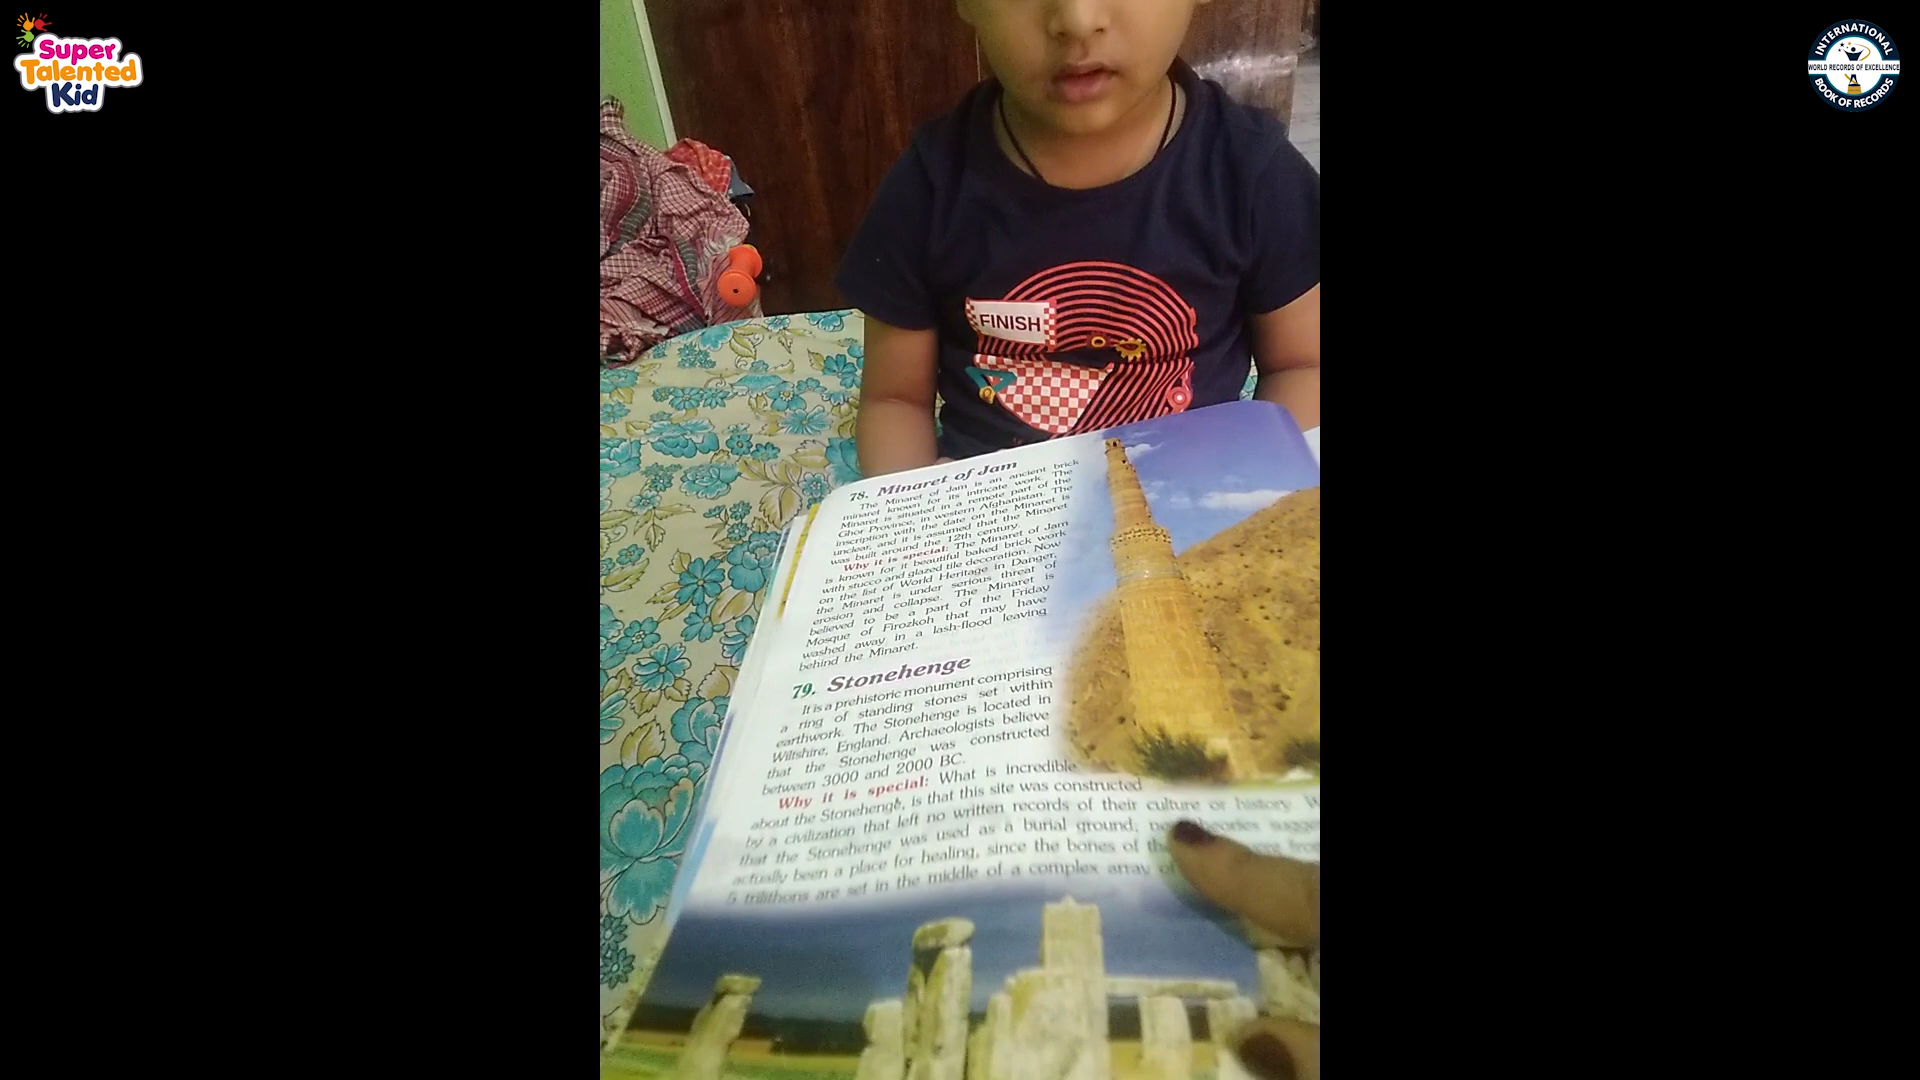 Super
Talented
Kid
INTERNATIONAL
WORLD RECORDS OF EXCELLENCE
BOOK OF RECORDS
FINISH
78. Minaret of Jam
The Minaret of Jam is an ancient brick
minaret known for its intricate work. The
Minaret is situated in a remote part of the
Ghor Province, in western Afghanistan. The
inscription with the date on the Minaret is
unclear, and it is assumed that the Minaret
was built around the 12th century.
Why it is special: The Minaret of Jam
is known for it beautiful baked brick work
with stucco and glazed tile decoration. Now
on the list of World Heritage in Danger,
the Minaret is under serious threat of
erosion and collapse. The Minaret is
believed to be a part of the Friday
Mosque of Firozkoh that may have
washed away in a lash-flood leaving
behind the Minaret.
79. Stonehenge
It is a prehistoric monument comprising
a ring of standing stones set within
earthwork. The Stonehenge is located in
Wiltshire, England. Archaeologists believe
that the Stonehenge was constructed
between 3000 and 2000 BC.
Why it is special: What is incredible
about the Stonehenge, is that this site was constructed
by a civilization that left no written records of their culture or history.
that the Stonehenge was used as a burial ground, new theories
actually been a place for healing, since the bones of
5 trilithons are set in the middle of a complex array